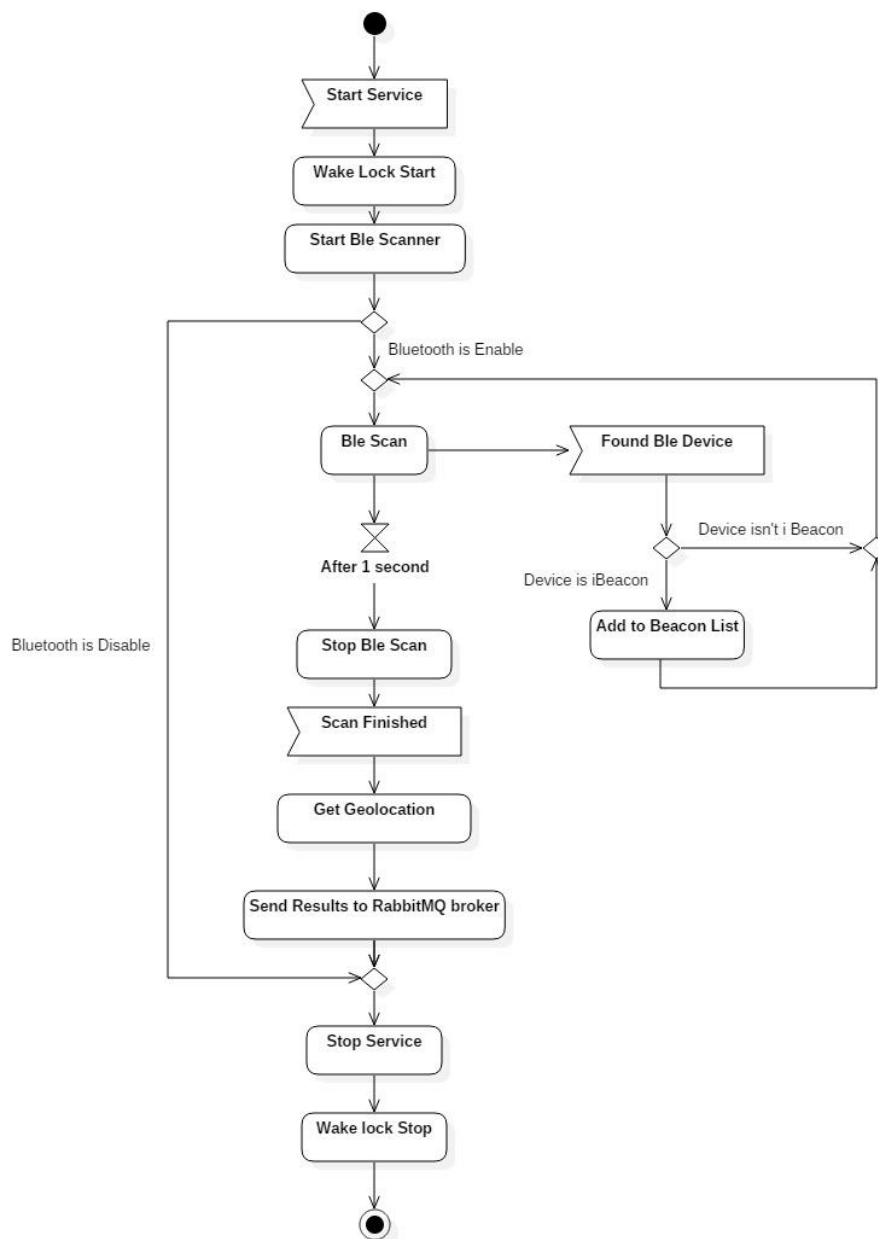 Start Service
Wake Lock Start
Start Ble Scanner
Bluetooth is Enable
Ble Scan
Found Ble Device
Device isn't i Beacon
After 1 second
Device is iBeacon
Add to Beacon List
Stop Ble Scan
Bluetooth is Disable
Scan Finished
Get Geolocation
Send Results to RabbitMQ broker
Stop Service
Wake lock Stop